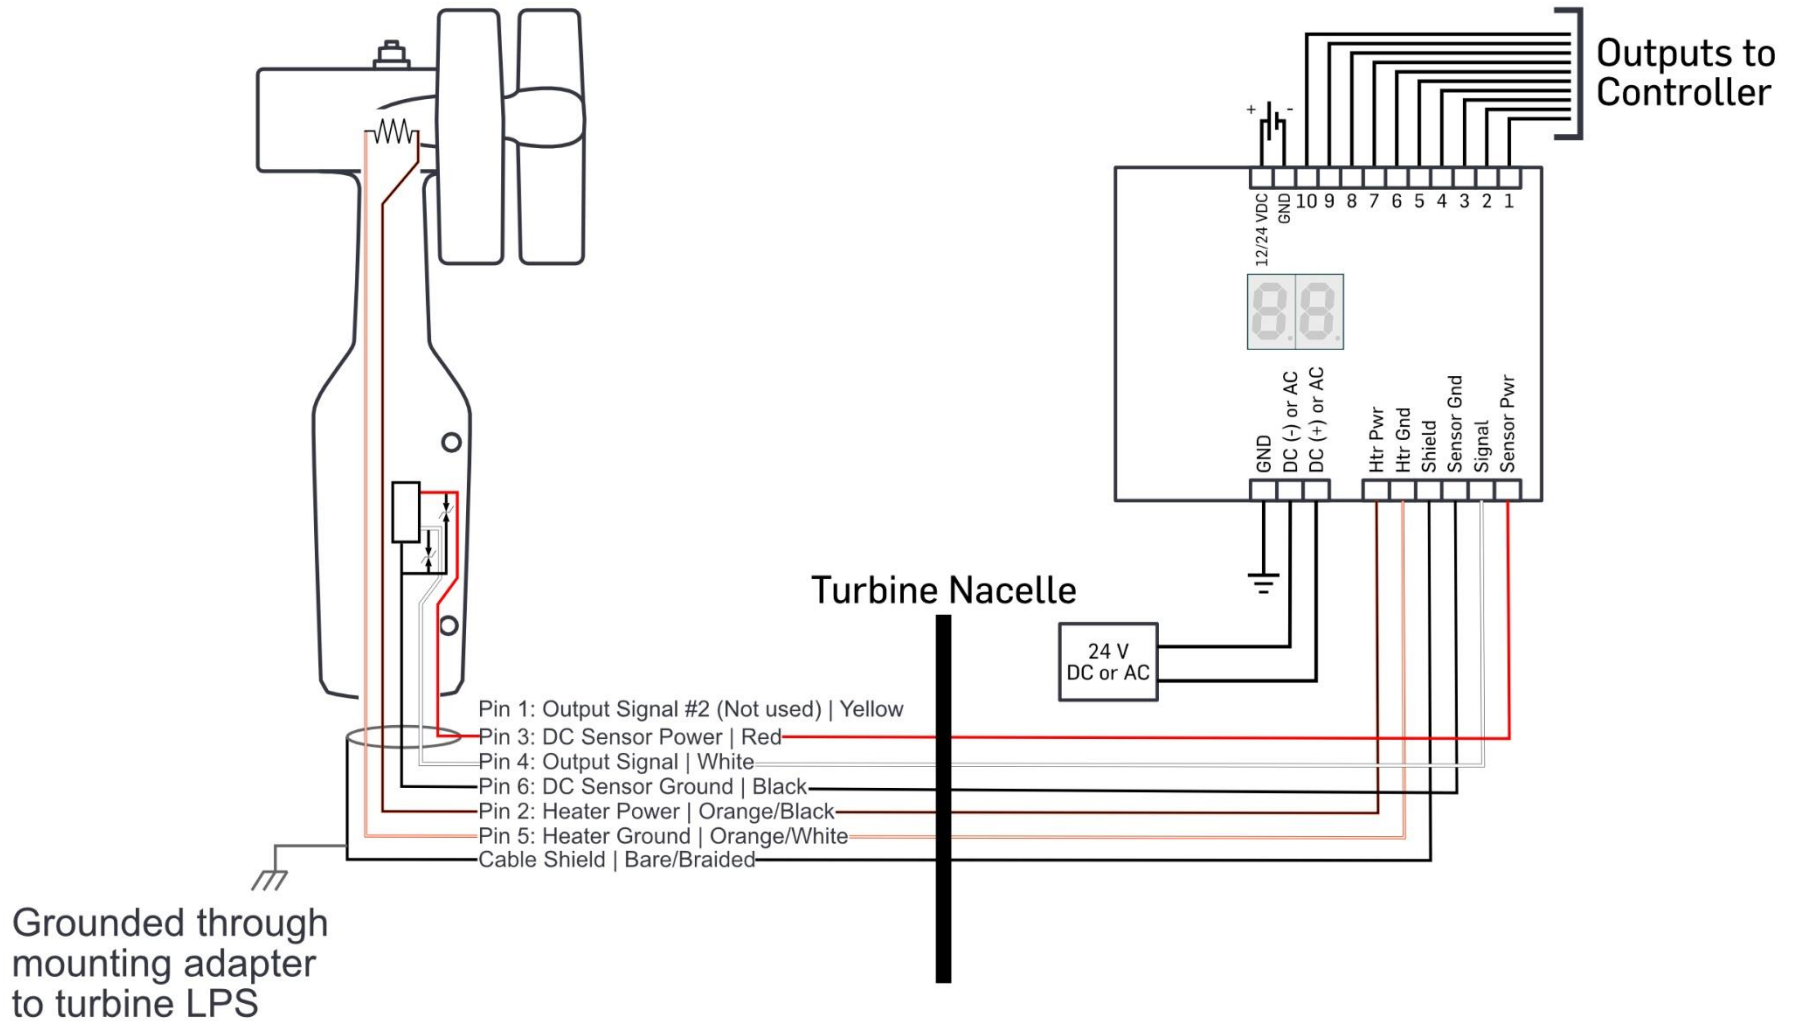 Outputs to
Controller
+ -
12/24 VDC
GND
10 9 8 7 6 5 4 3 2 1
88
GND
DC (-) or AC
DC (+) or AC
Htr Pwr
Htr Gnd
Shield
Sensor Gnd
Signal
Sensor Pwr
Turbine Nacelle
24 V
DC or AC
Pin 1: Output Signal #2 (Not used) | Yellow
Pin 3: DC Sensor Power | Red
Pin 4: Output Signal | White
Pin 6: DC Sensor Ground | Black
Pin 2: Heater Power | Orange/Black
Pin 5: Heater Ground | Orange/White
Cable Shield | Bare/Braided
Grounded through
mounting adapter
to turbine LPS